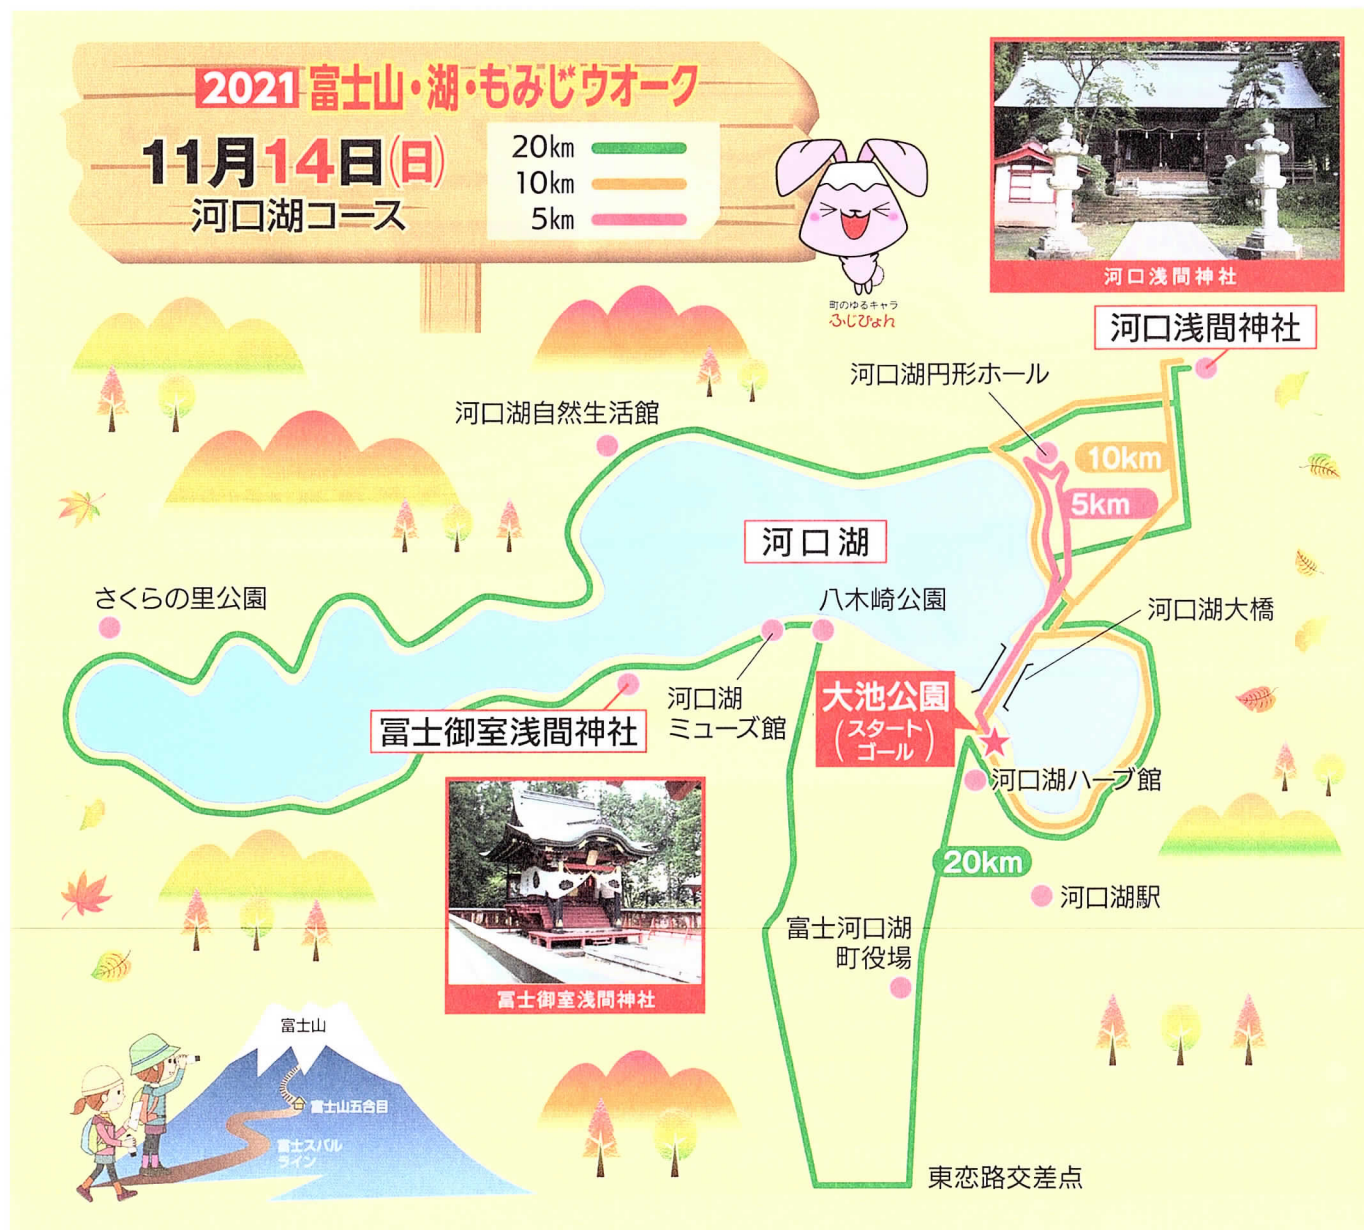 2021 富士山・湖・もみじウオーク
11月14日(日)
河口湖コース
20km
10km
5km
町のゆるキャラ
ふじぴょん
河口浅間神社
河口浅間神社
河口湖円形ホール
河口湖自然生活館
10km
5km
河口湖
さくらの里公園
八木崎公園
河口湖大橋
河口湖
ミューズ館
大池公園
(スタート
ゴール)
冨士御室浅間神社
河口湖ハーブ館
20km
河口湖駅
富士河口湖
町役場
冨士御室浅間神社
富士山
富士山五合目
富士スバル
ライン
東恋路交差点